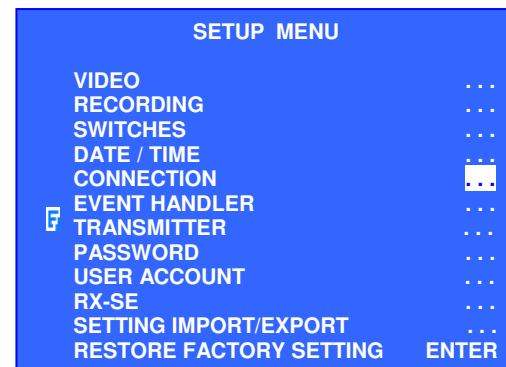 SETUP MENU
VIDEO ...
RECORDING ...
SWITCHES ...
DATE / TIME ...
CONNECTION ...
EVENT HANDLER ...
F TRANSMITTER ...
PASSWORD ...
USER ACCOUNT ...
RX-SE ...
SETTING IMPORT/EXPORT ...
RESTORE FACTORY SETTING ENTER